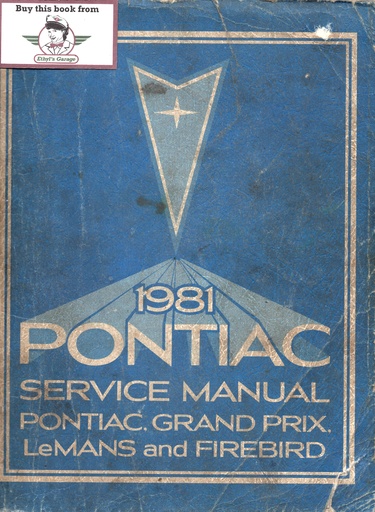 Buy this book from
Ethyl's Garage
1981
PONTIAC
SERVICE MANUAL
PONTIAC, GRAND PRIX,
LeMANS and FIREBIRD